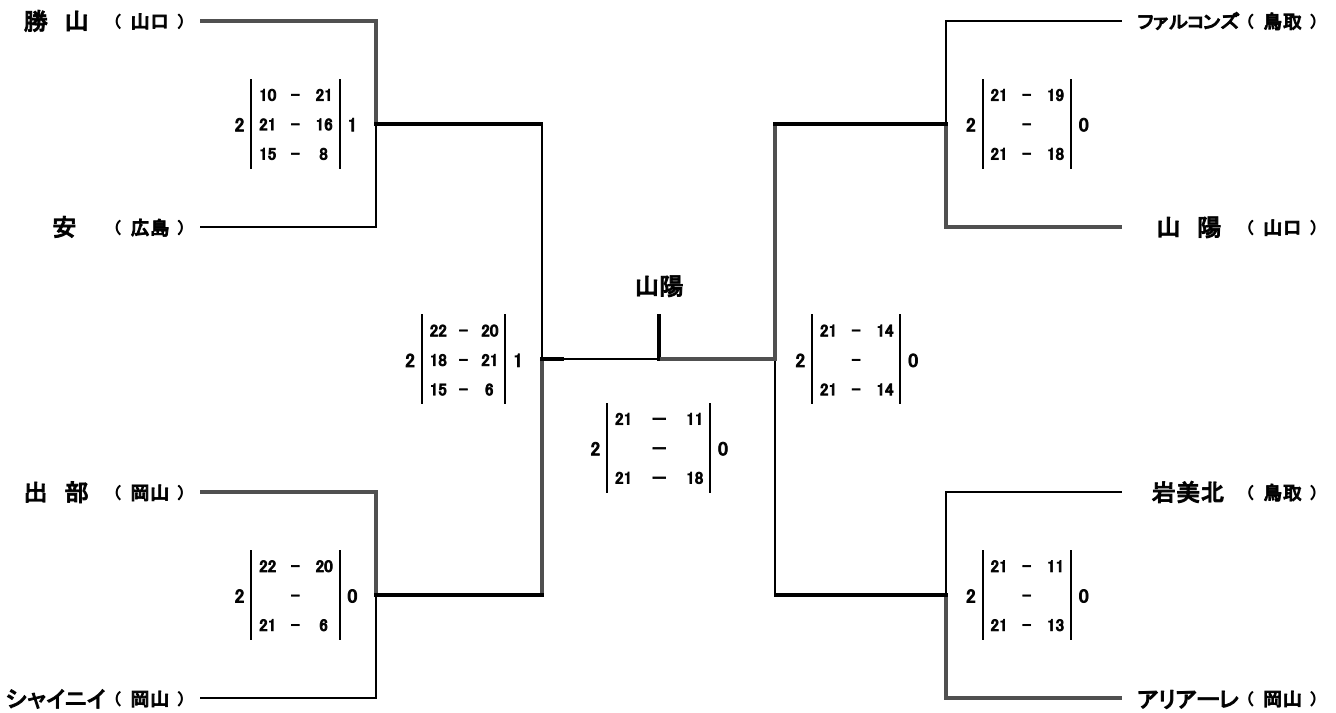 勝 山 （ 山口 ）
ファルコンズ （ 鳥取 ）
10 - 21
2 21 - 16 1
15 - 8
21 - 19
2 - 0
21 - 18
安 （ 広島 ）
山 陽 （ 山口 ）
山陽
22 - 20
2 18 - 21 1
15 - 6
21 - 14
2 - 0
21 - 14
21 － 11
2 － 0
21 － 18
出 部 （ 岡山 ）
岩美北 （ 鳥取 ）
22 - 20
2 - 0
21 - 6
21 - 11
2 - 0
21 - 13
シャイニイ （ 岡山 ）
アリアーレ （ 岡山 ）